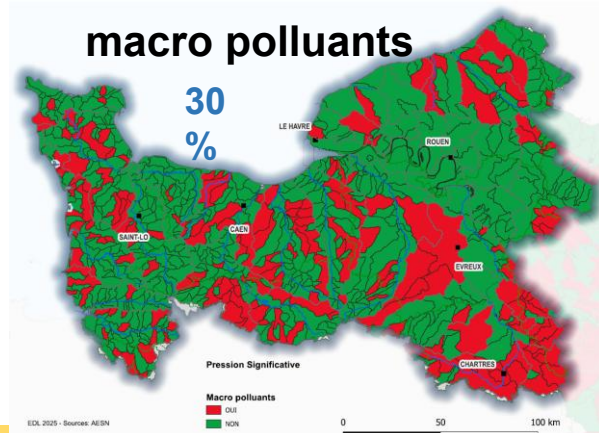 macro polluants
30
%
LE HAVRE
ROUEN
CAEN
SAINT-LO
EVREUX
CHARTRES
Pression Significative
Macro polluants
OUI
NON
EDL 2025 - Sources: AESN
0 50 100 km